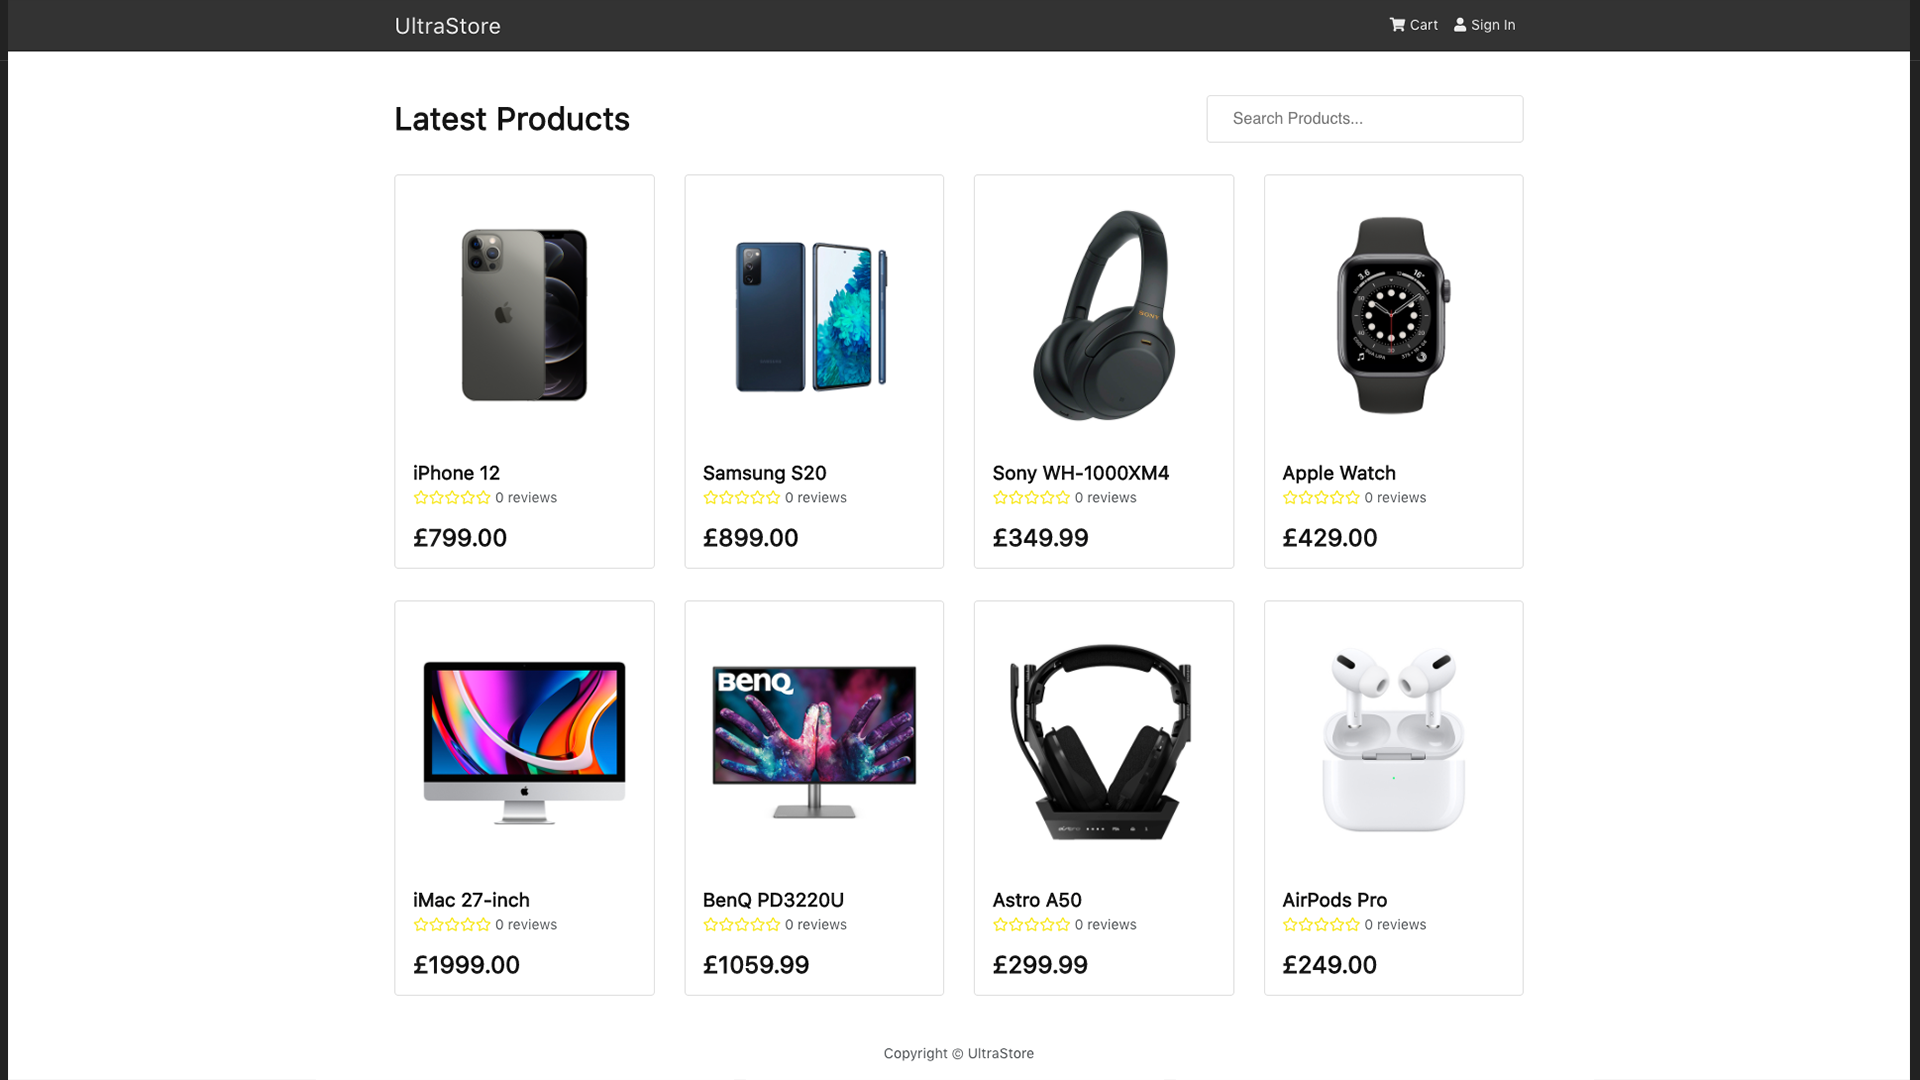 UltraStore
Cart
Sign In
Latest Products
Search Products...
SONY
SAMSUNG
iPhone 12
0 reviews
£799.00
Samsung S20
0 reviews
£899.00
Sony WH-1000XM4
0 reviews
£349.99
Apple Watch
0 reviews
£429.00
BenQ
iMac 27-inch
0 reviews
£1999.00
BenQ PD3220U
0 reviews
£1059.99
Astro A50
0 reviews
£299.99
AirPods Pro
0 reviews
£249.00
Copyright © UltraStore